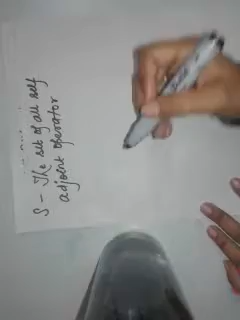 S - The set of all self
adjoint operator